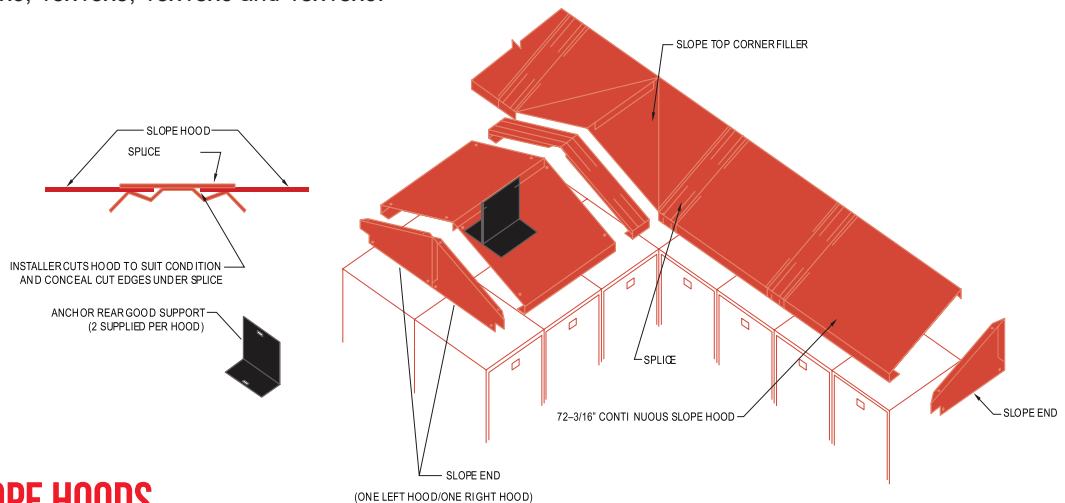 SLOPE TOP CORNER FILLER
SLOPE HOOD
SPLICE
INSTALLER CUTS HOOD TO SUIT CONDITION
AND CONCEAL CUT EDGES UNDER SPLICE
ANCHOR REAR GOOD SUPPORT
(2 SUPPLIED PER HOOD)
SPLICE
72–3/16" CONTI NUOUS SLOPE HOOD
SLOPE END
SLOPE END
(ONE LEFT HOOD/ONE RIGHT HOOD)
HOODS